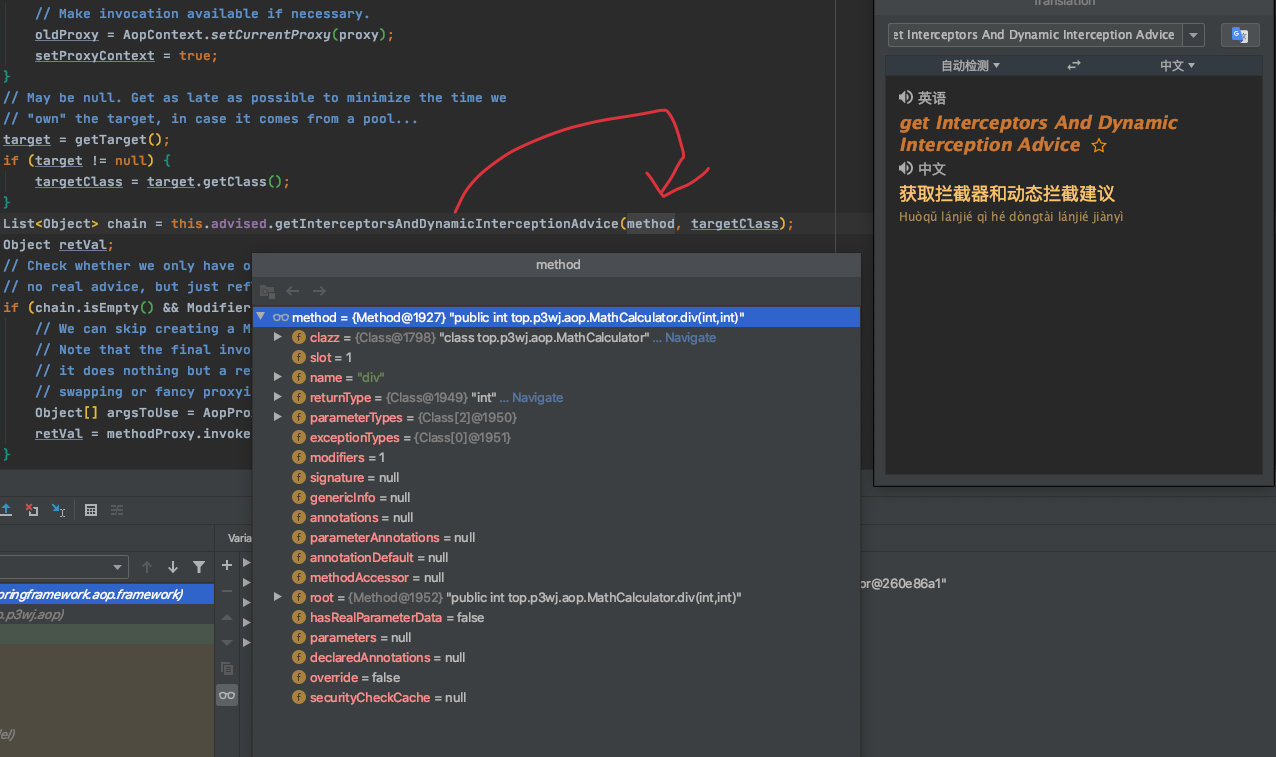 // Make invocation available if necessary.
oldProxy = AopContext.setCurrentProxy(proxy);
setProxyContext = true;
}
// May be null. Get as late as possible to minimize the time we
// "own" the target, in case it comes from a pool...
target = getTarget();
if (target != null) {
targetClass = target.getClass();
}
List<Object> chain = this.advised.getInterceptorsAndDynamicInterceptionAdvice(method, targetClass);
Object retVal;
// Check whether we only have o
// no real advice, but just ref
if (chain.isEmpty() && Modifier
// We can skip creating a M
// Note that the final invo
// it does nothing but a re
// swapping or fancy proxyi
Object[] argsToUse = AopPro
retVal = methodProxy.invoke
}
method
method = {Method@1927} "public int top.p3wj.aop.MathCalculator.div(int,int)"
clazz = {Class@1798} "class top.p3wj.aop.MathCalculator" ... Navigate
slot = 1
name = "div"
returnType = {Class@1949} "int" ... Navigate
parameterTypes = {Class[2]@1950}
exceptionTypes = {Class[0]@1951}
modifiers = 1
signature = null
genericInfo = null
annotations = null
parameterAnnotations = null
annotationDefault = null
methodAccessor = null
root = {Method@1952} "public int top.p3wj.aop.MathCalculator.div(int,int)"
hasRealParameterData = false
parameters = null
declaredAnnotations = null
override = false
securityCheckCache = null
Translation
et Interceptors And Dynamic Interception Advice
自动检测 中文
英语
get Interceptors And Dynamic
Interception Advice
中文
获取拦截器和动态拦截建议
Huòqǔ lánjié qì hé dòngtài lánjié jiànyì
Varia
oringframework.aop.framework)
o.p3wj.aop)
or@260e86a1"
del)